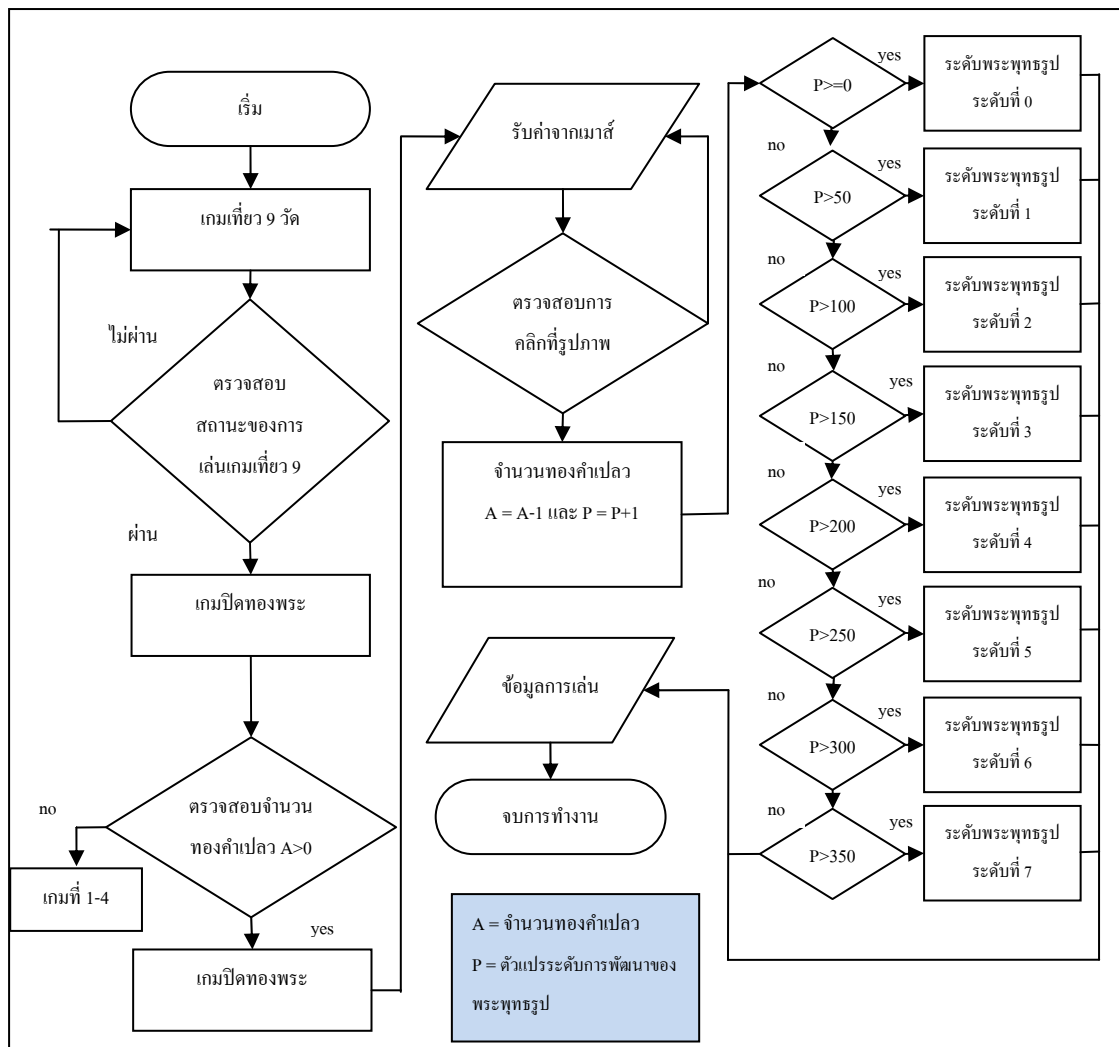 เริ่ม
เกมเที่ยว 9 วัด
ไม่ผ่าน
ตรวจสอบ
สถานะของการ
เล่นเกมเที่ยว 9
ผ่าน
เกมปิดทองพระ
ตรวจสอบจำนวน
ทองคำเปลว A>0
no
เกมที่ 1-4
yes
เกมปิดทองพระ
รับค่าจากเมาส์
ตรวจสอบการ
คลิกที่รูปภาพ
จำนวนทองคำเปลว
A = A-1 และ P = P+1
P>=0
yes
ระดับพระพุทธรูป
ระดับที่ 0
no
P>50
yes
ระดับพระพุทธรูป
ระดับที่ 1
no
P>100
yes
ระดับพระพุทธรูป
ระดับที่ 2
no
P>150
yes
ระดับพระพุทธรูป
ระดับที่ 3
no
P>200
yes
ระดับพระพุทธรูป
ระดับที่ 4
no
P>250
yes
ระดับพระพุทธรูป
ระดับที่ 5
no
P>300
yes
ระดับพระพุทธรูป
ระดับที่ 6
no
P>350
yes
ระดับพระพุทธรูป
ระดับที่ 7
ข้อมูลการเล่น
จบการทำงาน
A = จำนวนทองคำเปลว
P = ตัวแปรระดับการพัฒนาของ
พระพุทธรูป